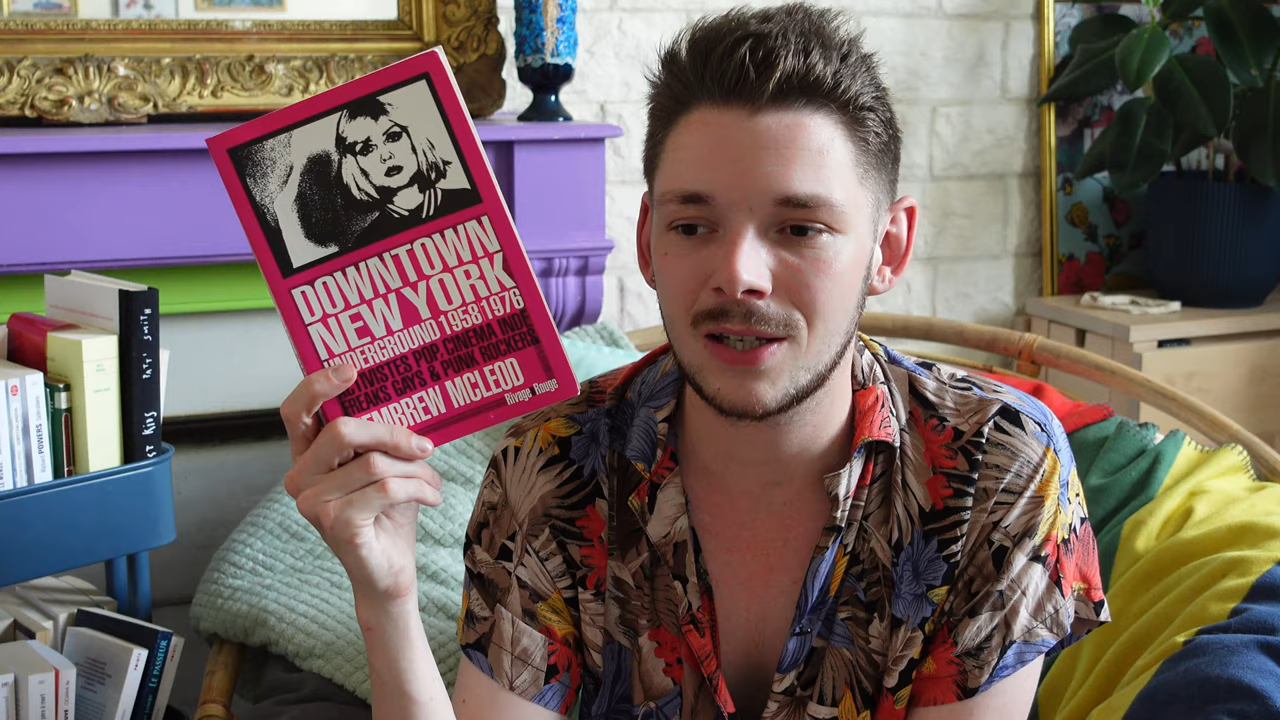 DOWNTOWN
NEW YORK
UNDERGROUND 1958/1976
ARTISTES POP, CINEMA INDE
FREAKS GAYS & PUNK ROCKERS
KEMBREW MCLEOD
Rivage Rouge
PATTI SMITH
JUST KIDS
POWERS
LE PASSEUR